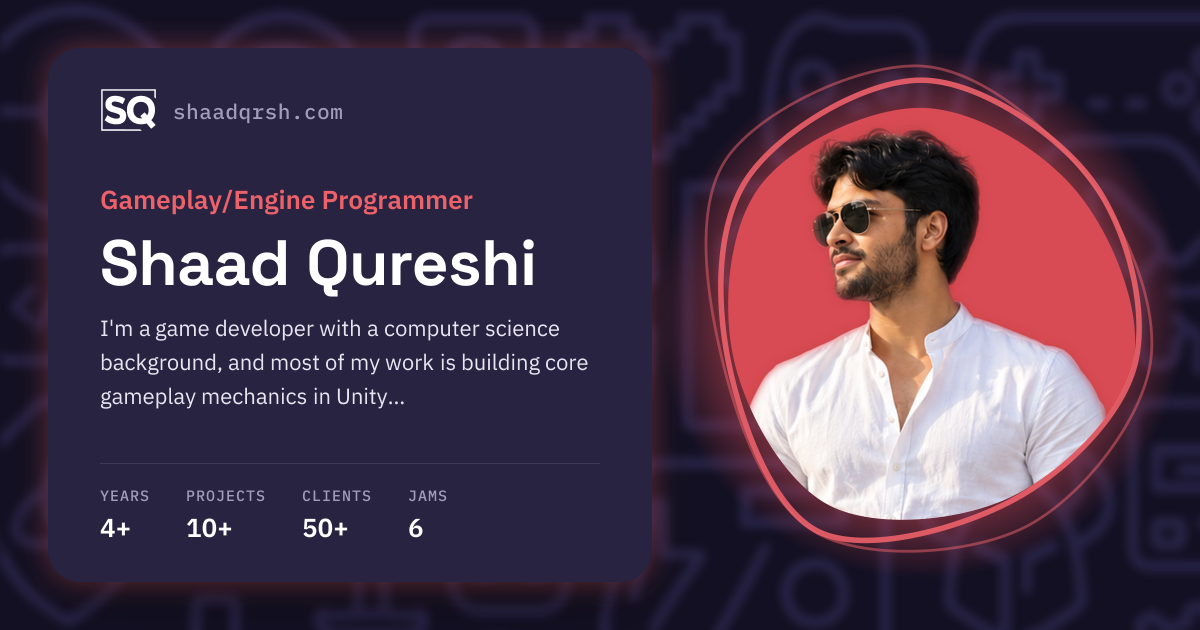 SQ shaadqrsh.com
Gameplay/Engine Programmer
Shaad Qureshi
I'm a game developer with a computer science
background, and most of my work is building core
gameplay mechanics in Unity...
YEARS PROJECTS CLIENTS JAMS
4+ 10+ 50+ 6